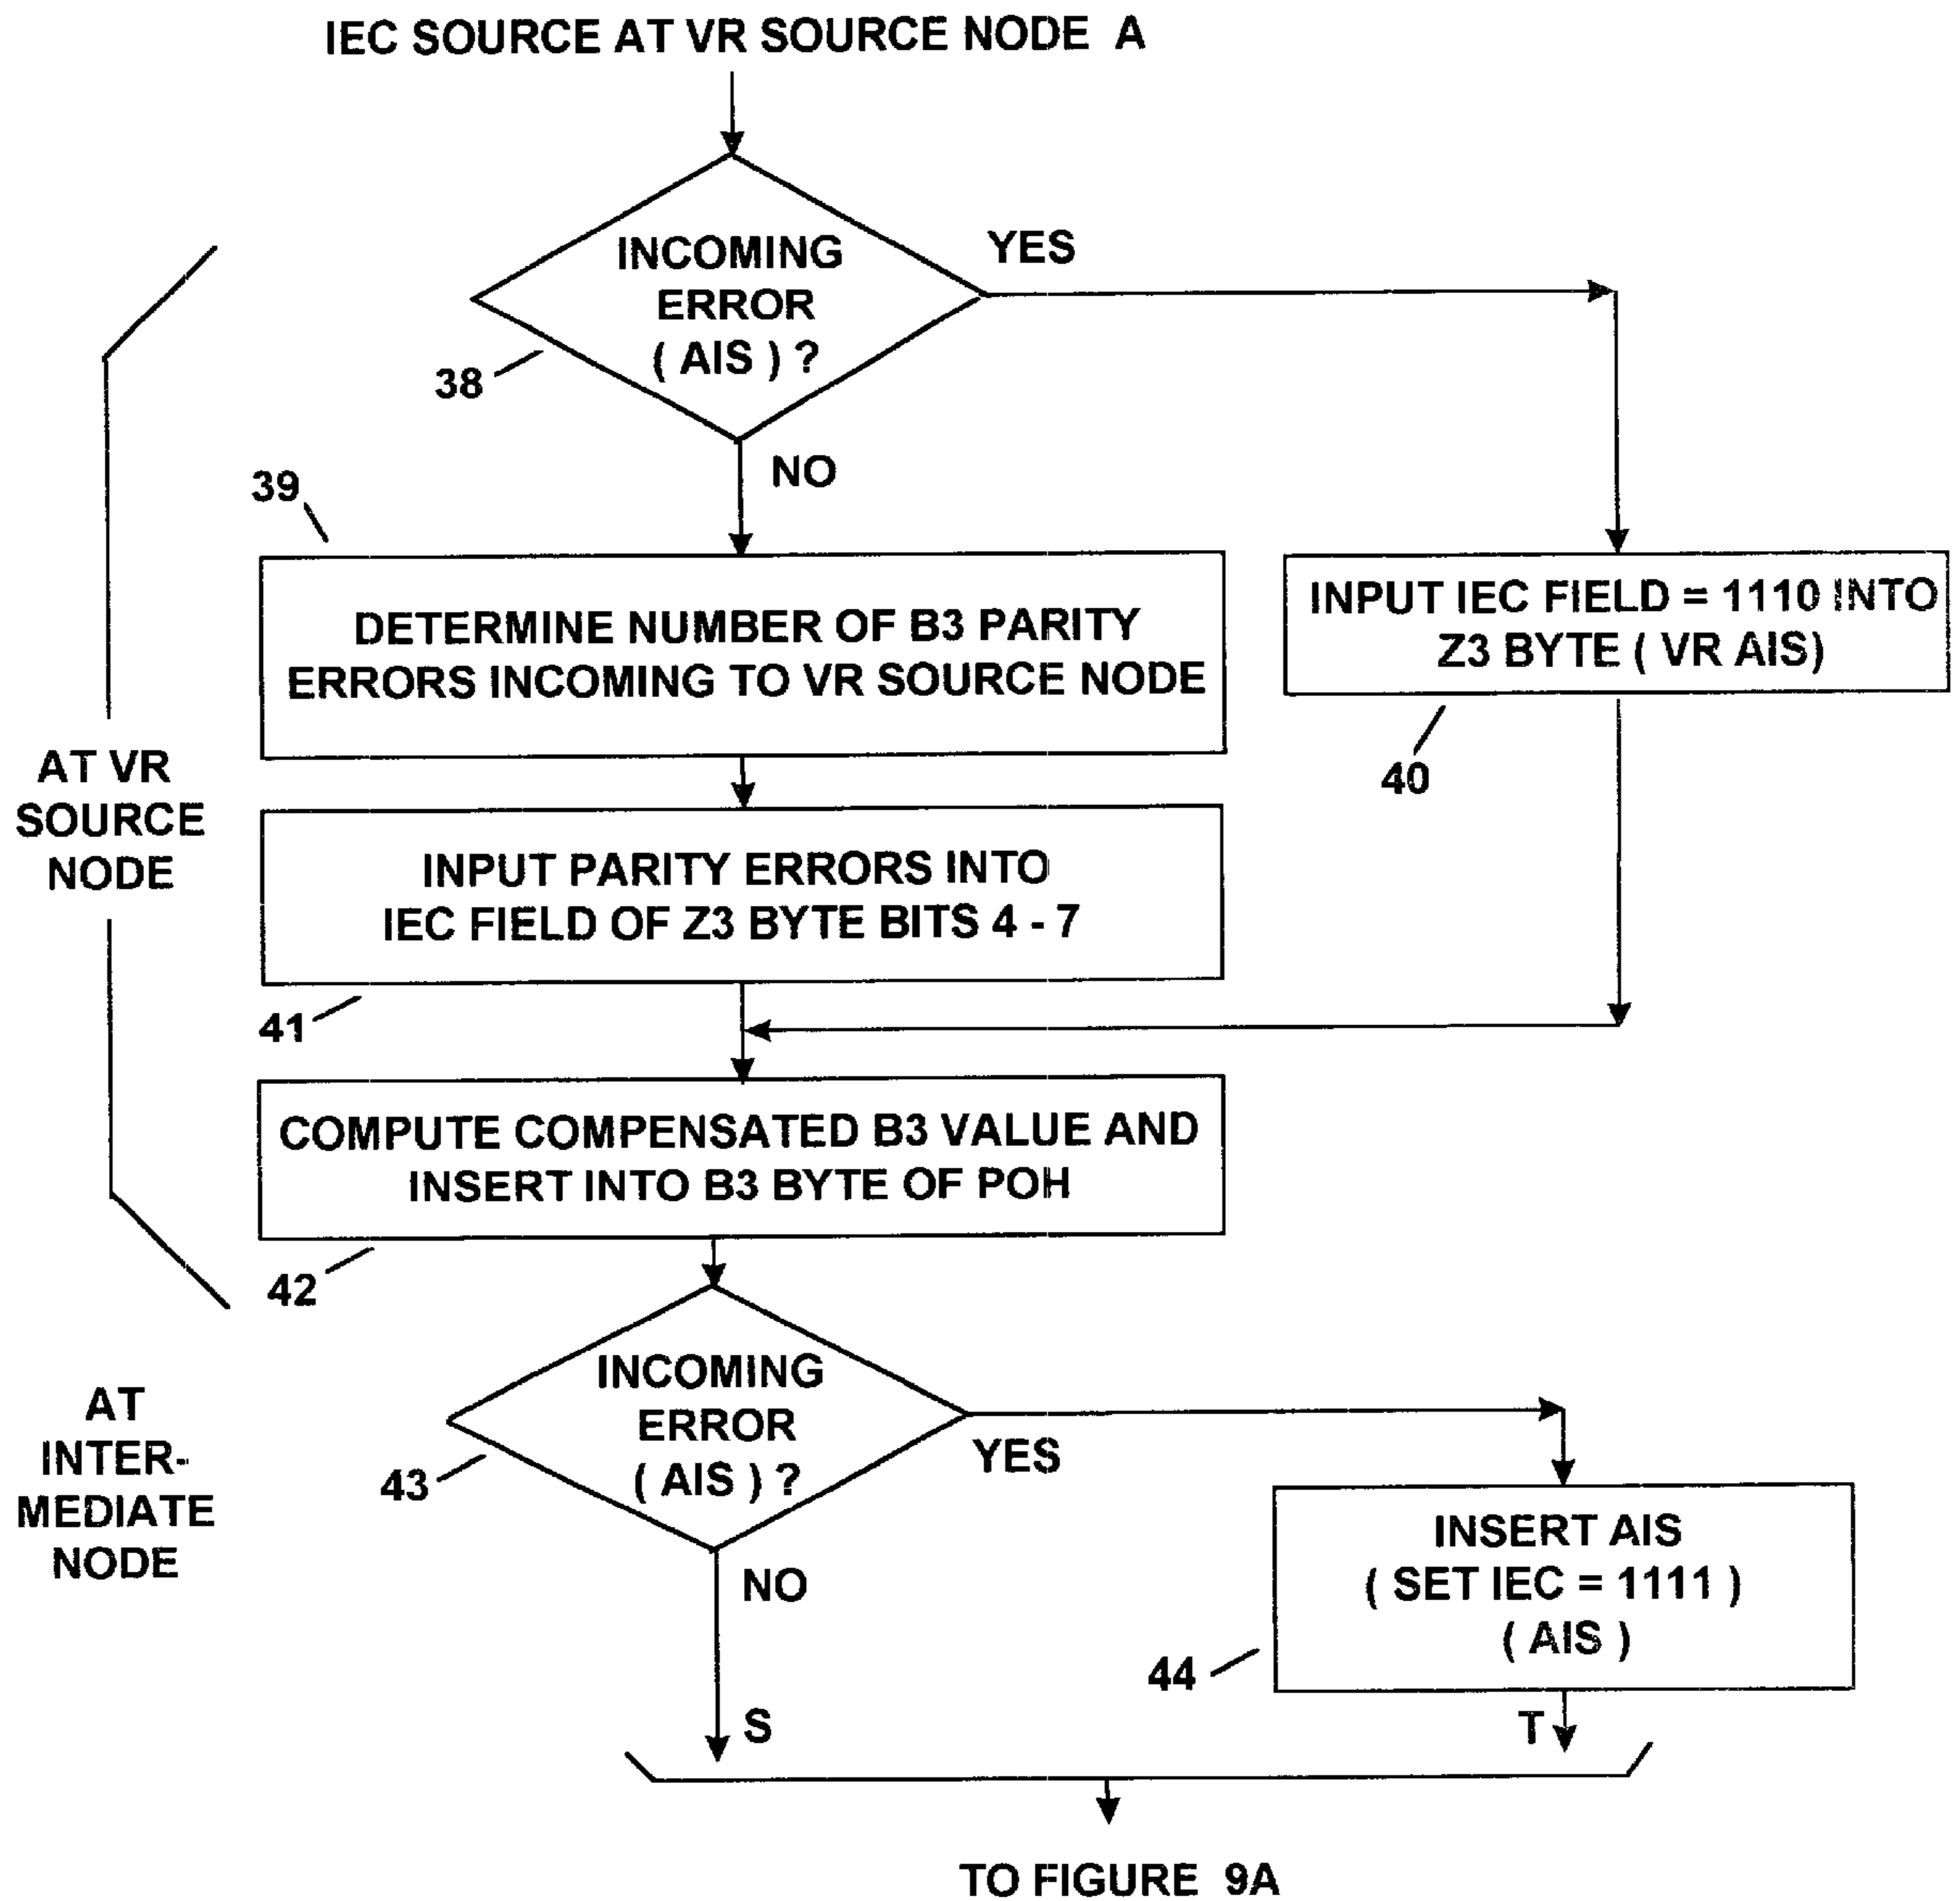 IEC SOURCE AT VR SOURCE NODE A
INCOMING
ERROR
( AIS ) ?
YES
38
NO
39
DETERMINE NUMBER OF B3 PARITY
ERRORS INCOMING TO VR SOURCE NODE
INPUT IEC FIELD = 1110 INTO
Z3 BYTE ( VR AIS)
40
AT VR
SOURCE
NODE
INPUT PARITY ERRORS INTO
IEC FIELD OF Z3 BYTE BITS 4 - 7
41
COMPUTE COMPENSATED B3 VALUE AND
INSERT INTO B3 BYTE OF POH
42
AT
INTER-
MEDIATE
NODE
INCOMING
ERROR
( AIS ) ?
43
YES
NO
INSERT AIS
( SET IEC = 1111 )
( AIS )
44
S
T
TO FIGURE 9A